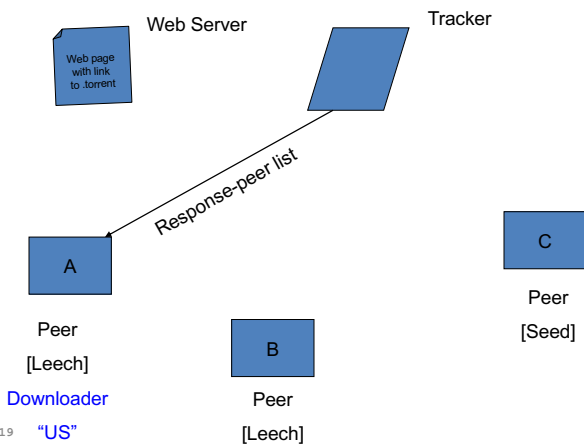 Web Server
Tracker
Web page
with link
to .torrent
Response-peer list
A
Peer
[Leech]
Downloader
"US"
B
Peer
[Leech]
C
Peer
[Seed]
19